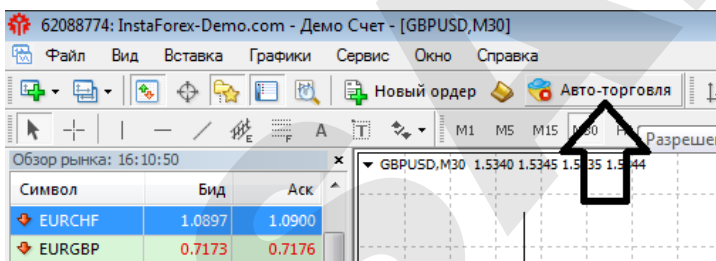 62088774: InstaForex-Demo.com - Демо Счет - [GBPUSD,M30]
Файл Вид Вставка Графики Сервис Окно Справка
Новый ордер Авто-торговля
E F A T M1 M5 M15 M30
Обзор рынка: 16:10:50 x GBPUSD,M30 1.5340 1.5345
Символ Бид Аск
EURCHF 1.0897 1.0900
EURGBP 0.7173 0.7176